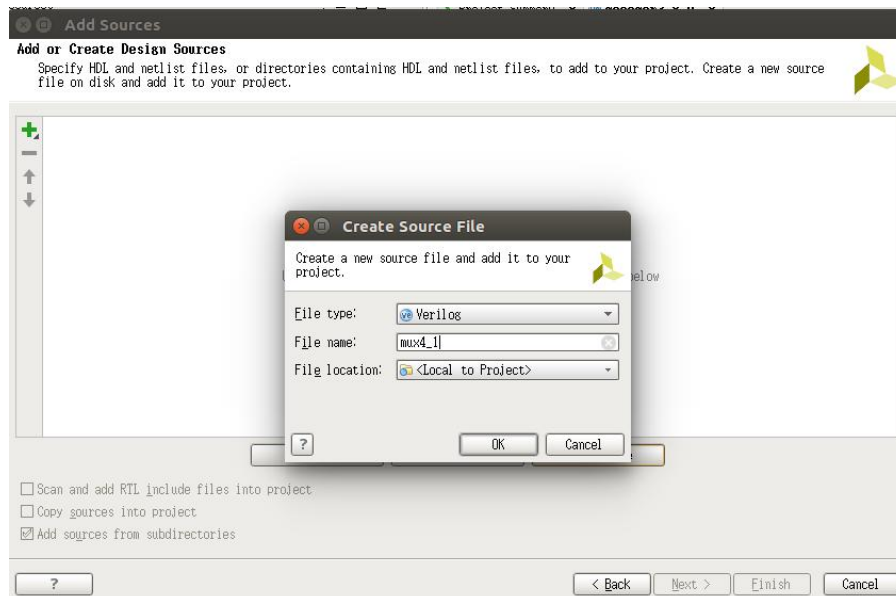 Add Sources
Add or Create Design Sources
Specify HDL and netlist files, or directories containing HDL and netlist files, to add to your project. Create a new source
file on disk and add it to your project.
Create Source File
Create a new source file and add it to your
project.
below
File type:
Verilog
File name:
mux4_1
File location:
<Local to Project>
?
OK
Cancel
Scan and add RTL include files into project
Copy sources into project
Add sources from subdirectories
?
< Back
Next >
Finish
Cancel